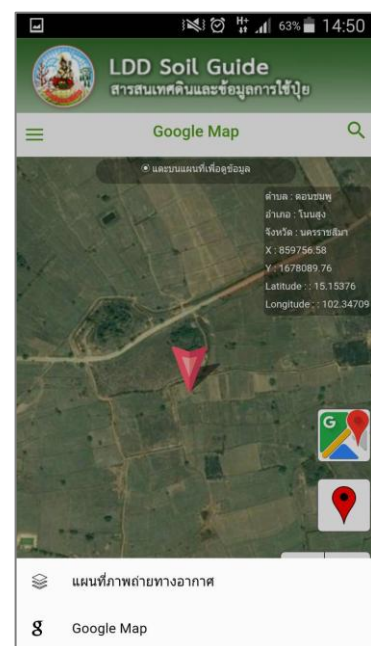 63% 14:50
LDD Soil Guide
สารสนเทศดินและข้อมูลการใช้ปุ๋ย
Google Map
แตะบนแผนที่เพื่อดูข้อมูล
ตำบล : ดอนชมพู
อำเภอ : โนนสูง
จังหวัด : นครราชสีมา
X : 859756.58
Y : 1678089.76
Latitude : : 15.15376
Longitude : : 102.34709
G
แผนที่ภาพถ่ายทางอากาศ
g Google Map